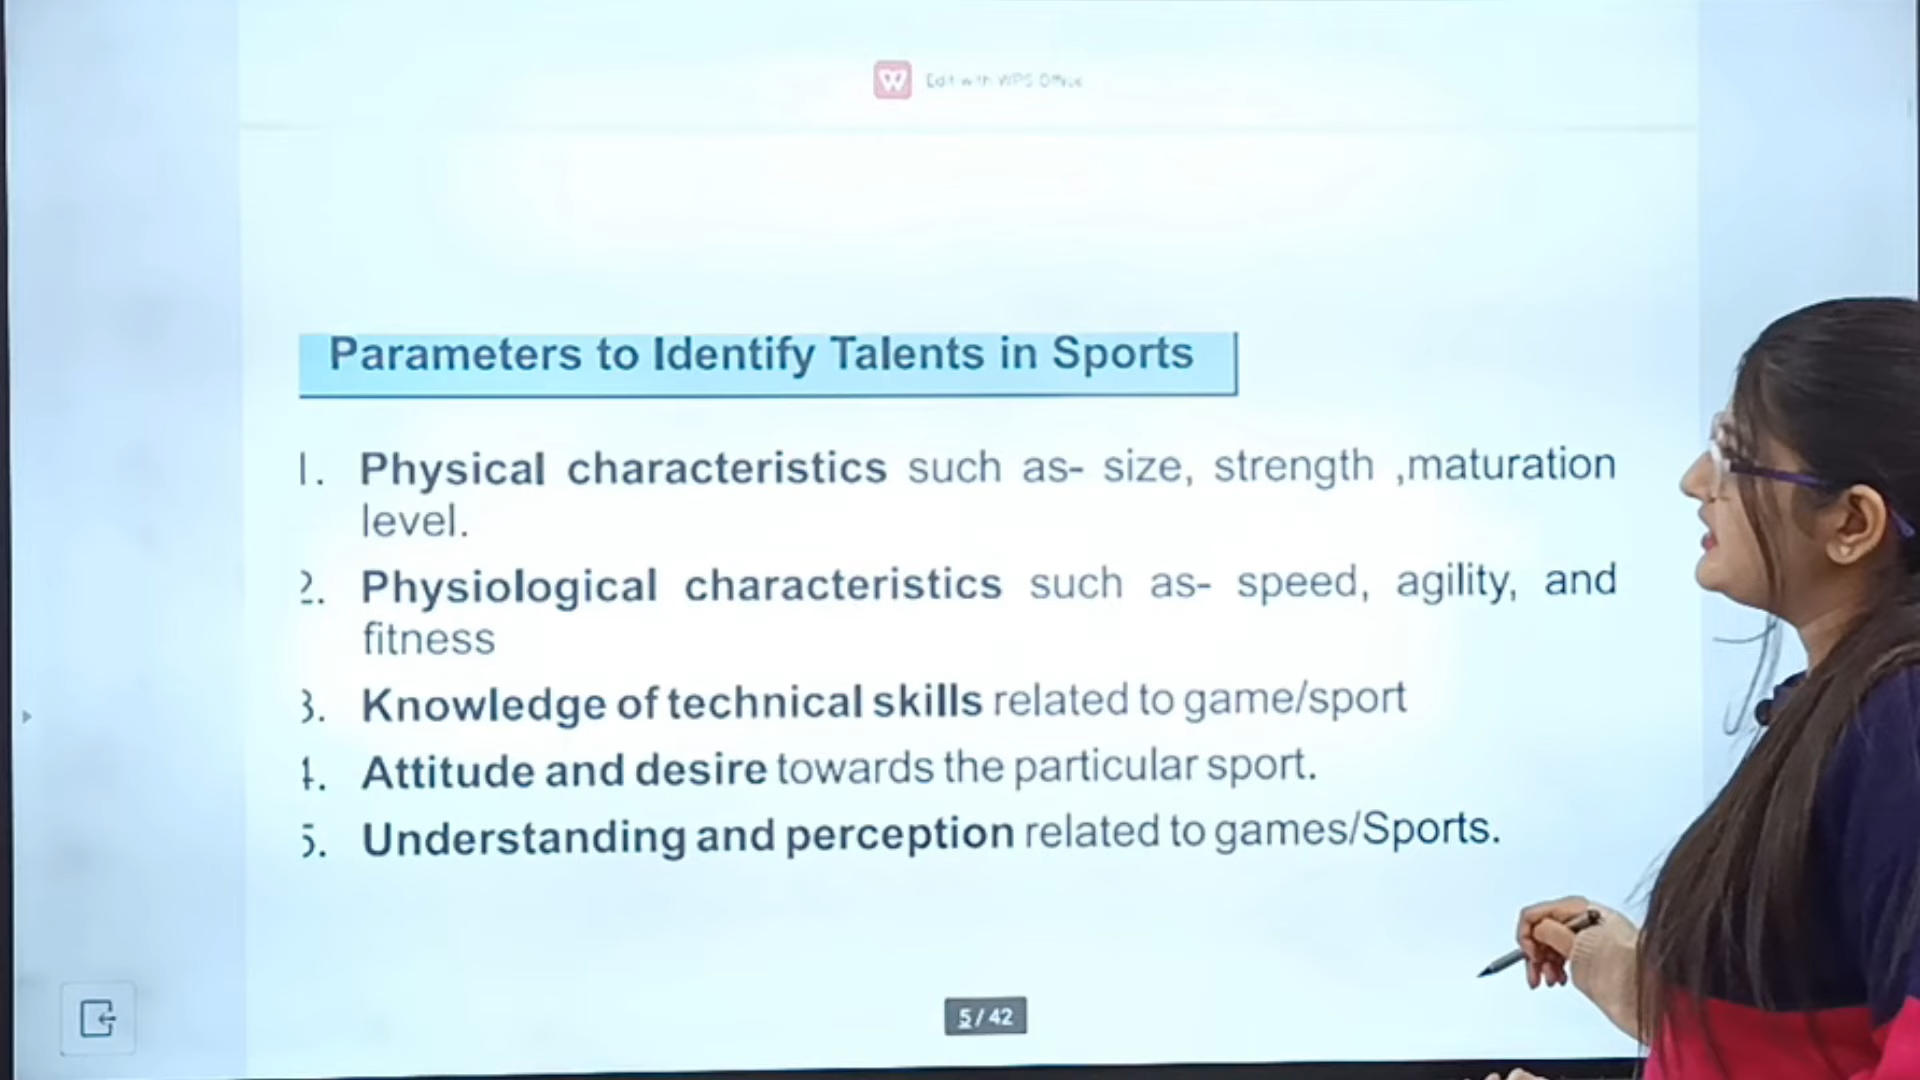 Edit with WPS Office
Parameters to Identify Talents in Sports
1. Physical characteristics such as- size, strength ,maturation
level.
2. Physiological characteristics such as- speed, agility, and
fitness
3. Knowledge of technical skills related to game/sport
4. Attitude and desire towards the particular sport.
5. Understanding and perception related to games/Sports.
5/42